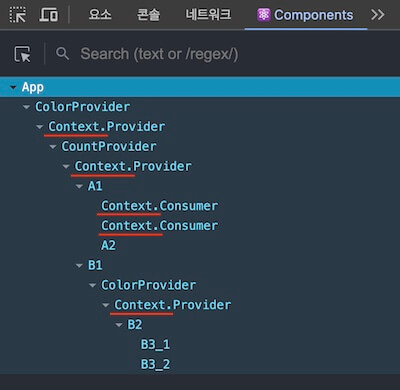 요소 콘솔 네트워크 Components
Search (text or /regex/)
App
ColorProvider
Context.Provider
CountProvider
Context.Provider
A1
Context.Consumer
Context.Consumer
A2
B1
ColorProvider
Context.Provider
B2
B3_1
B3_2